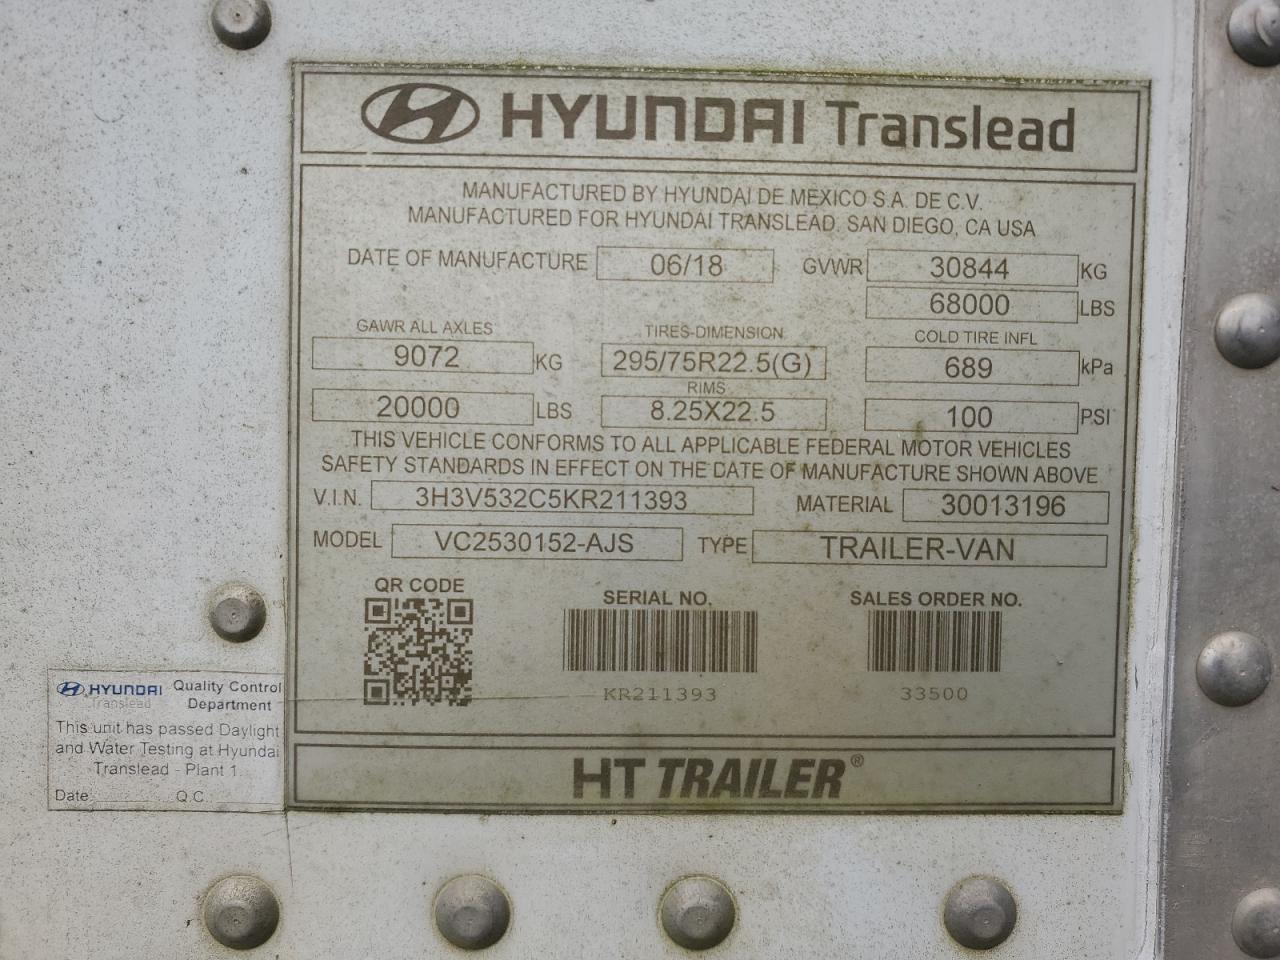 HYUNDAI Translead
MANUFACTURED BY HYUNDAI DE MEXICO S.A. DE C.V.
MANUFACTURED FOR HYUNDAI TRANSLEAD. SAN DIEGO, CA USA
DATE OF MANUFACTURE 06/18 GVWR 30844 KG
68000 LBS
GAWR ALL AXLES TIRES-DIMENSION COLD TIRE INFL
9072 KG 295/75R22.5(G) 689 kPa
RIMS
20000 LBS 8.25X22.5 100 PSI
THIS VEHICLE CONFORMS TO ALL APPLICABLE FEDERAL MOTOR VEHICLES
SAFETY STANDARDS IN EFFECT ON THE DATE OF MANUFACTURE SHOWN ABOVE
V.I.N. 3H3V532C5KR211393 MATERIAL 30013196
MODEL VC2530152-AJS TYPE TRAILER-VAN
QR CODE SERIAL NO. SALES ORDER NO.
KR211393 33500
HT TRAILER®
HYUNDAI Quality Control
Translead Department
This unit has passed Daylight
and Water Testing at Hyundai
Translead - Plant 1
Date Q C